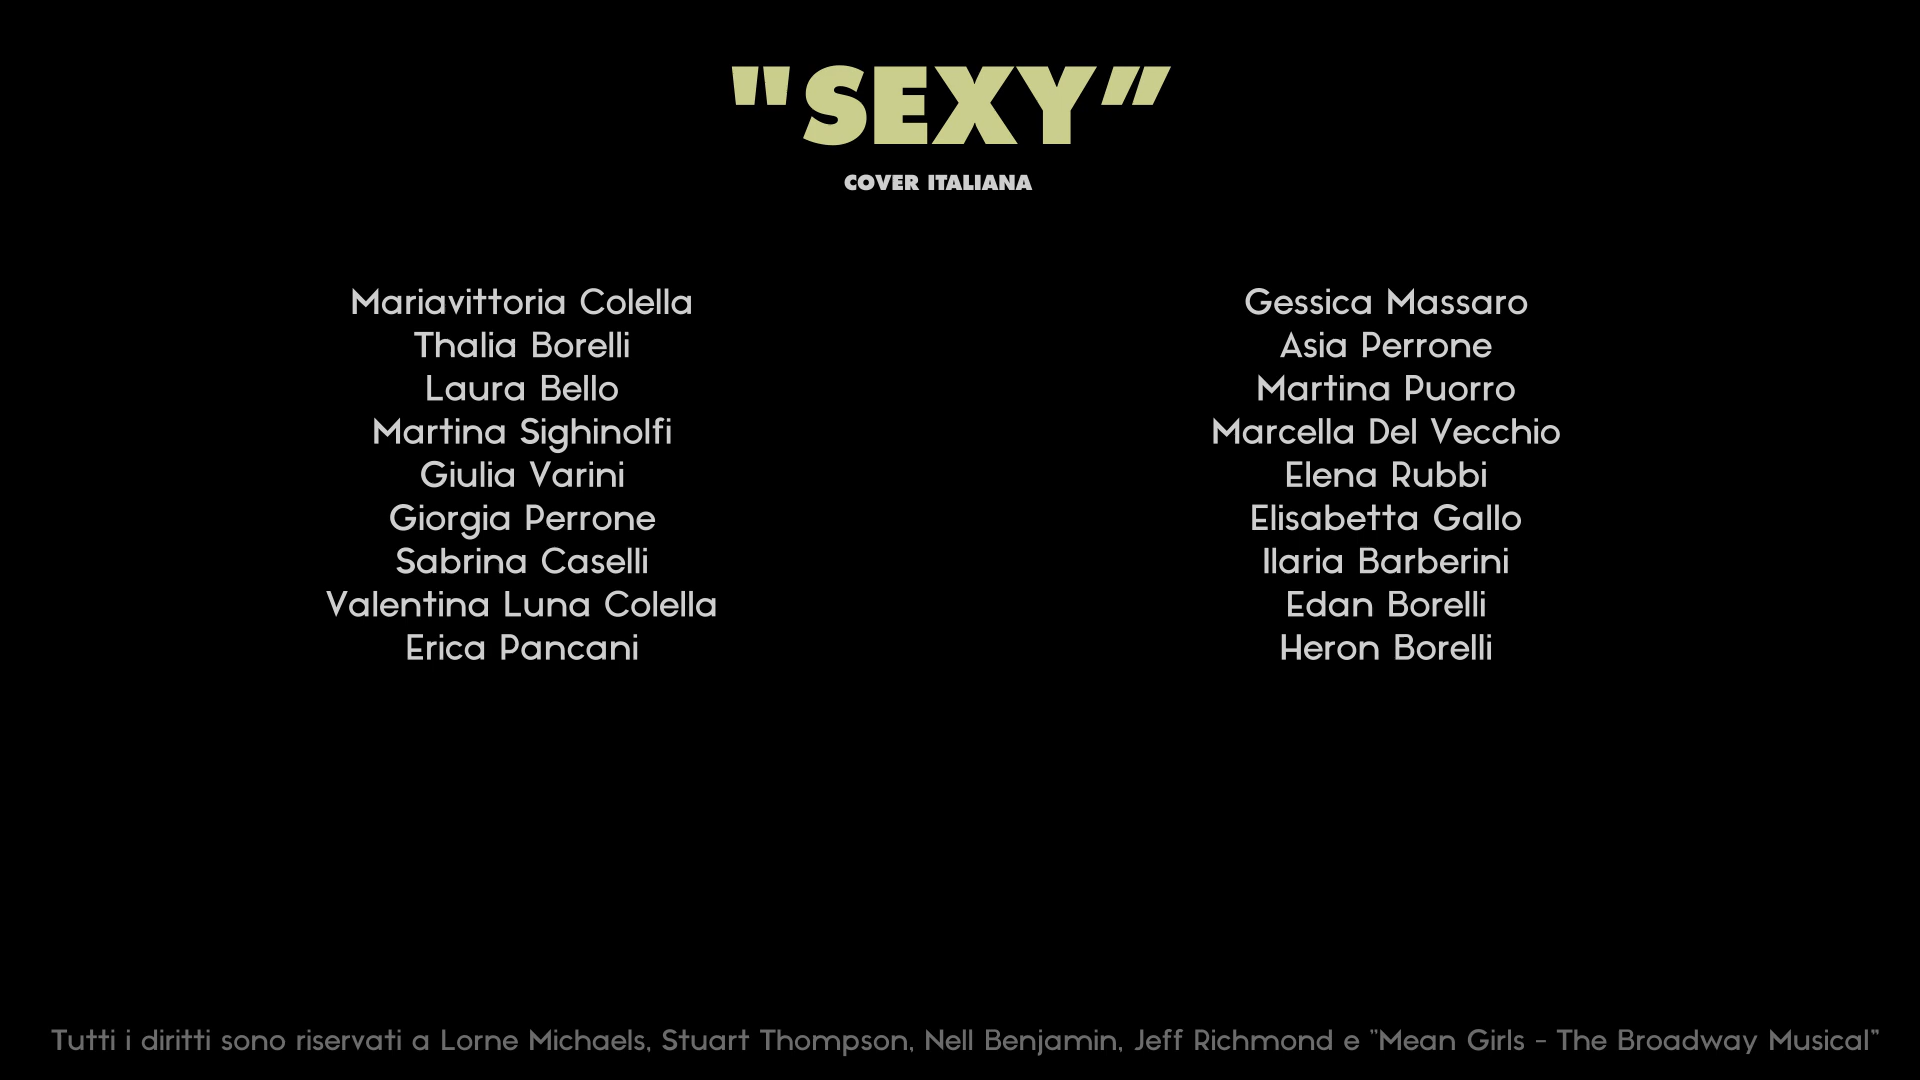 "SEXY”
COVER ITALIANA
Mariavittoria Colella
Thalia Borelli
Laura Bello
Martina Sighinolfi
Giulia Varini
Giorgia Perrone
Sabrina Caselli
Valentina Luna Colella
Erica Pancani
Gessica Massaro
Asia Perrone
Martina Puorro
Marcella Del Vecchio
Elena Rubbi
Elisabetta Gallo
Ilaria Barberini
Edan Borelli
Heron Borelli
Tutti i diritti sono riservati a Lorne Michaels, Stuart Thompson, Nell Benjamin, Jeff Richmond e "Mean Girls - The Broadway Musical"